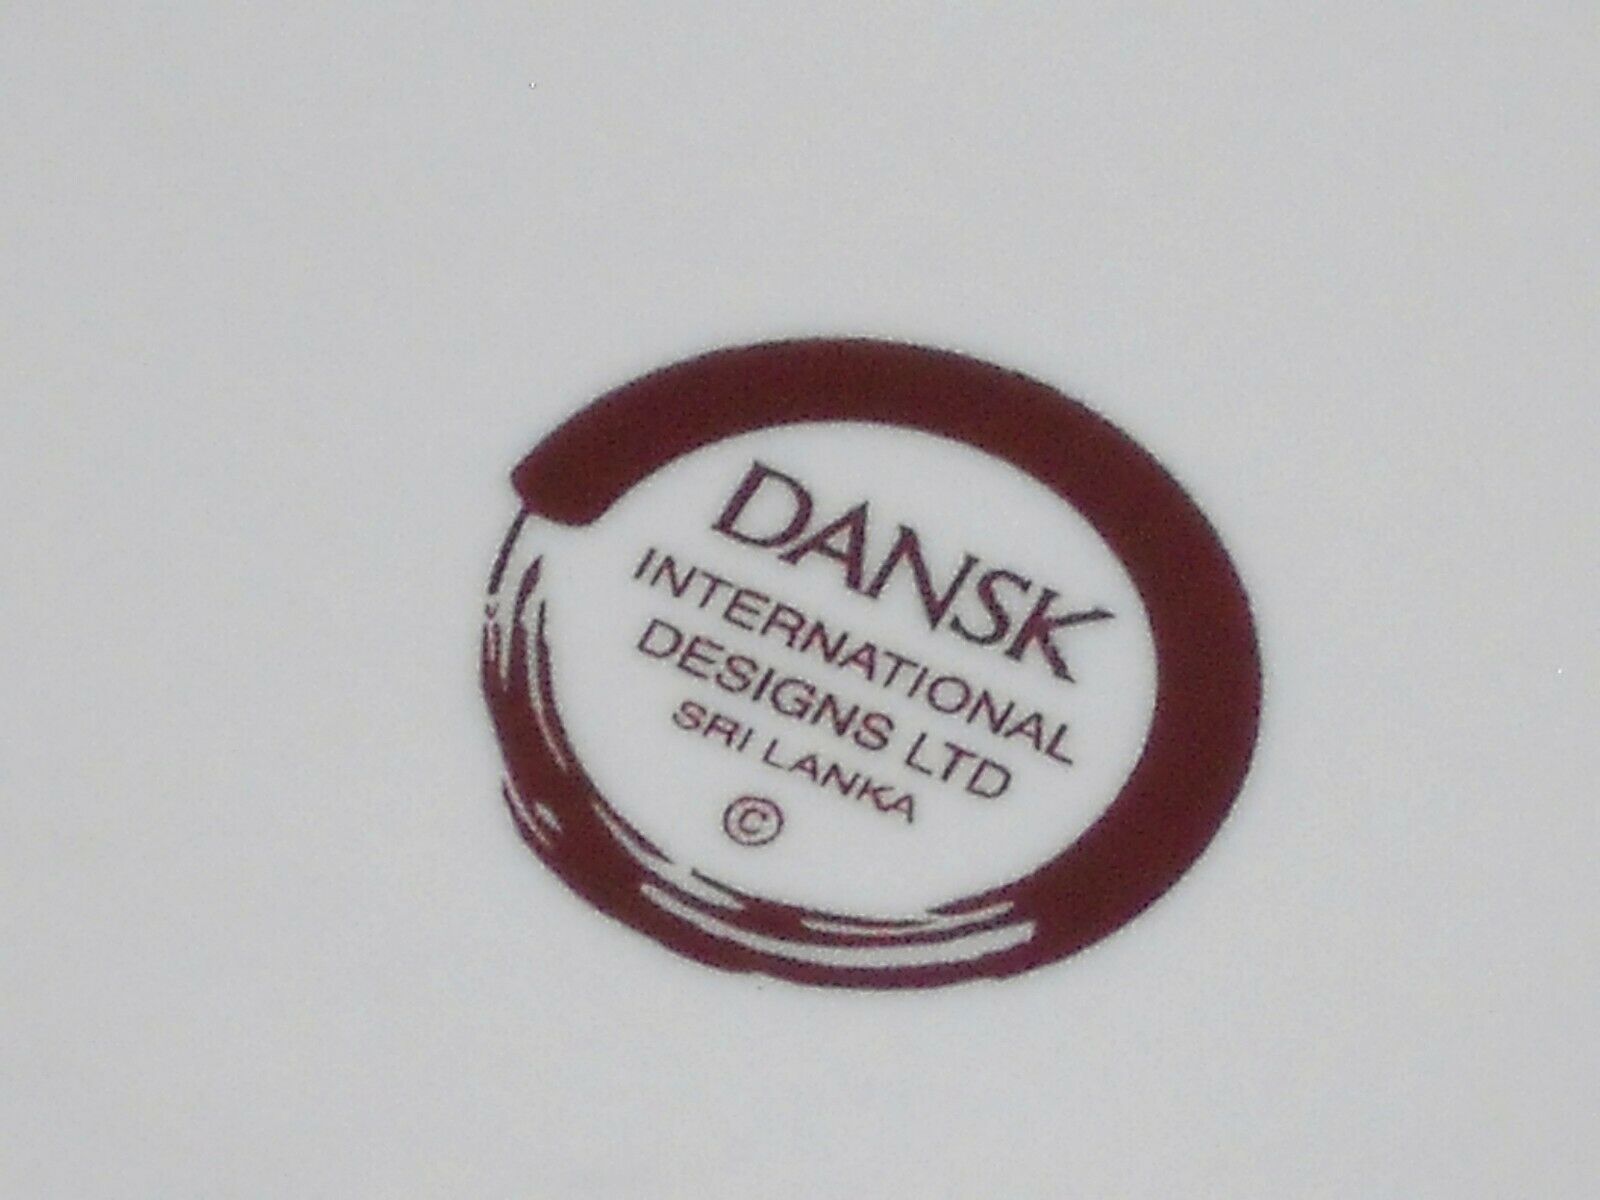 DANSK
INTERNATIONAL
DESIGNS LTD
SRI LANKA
©